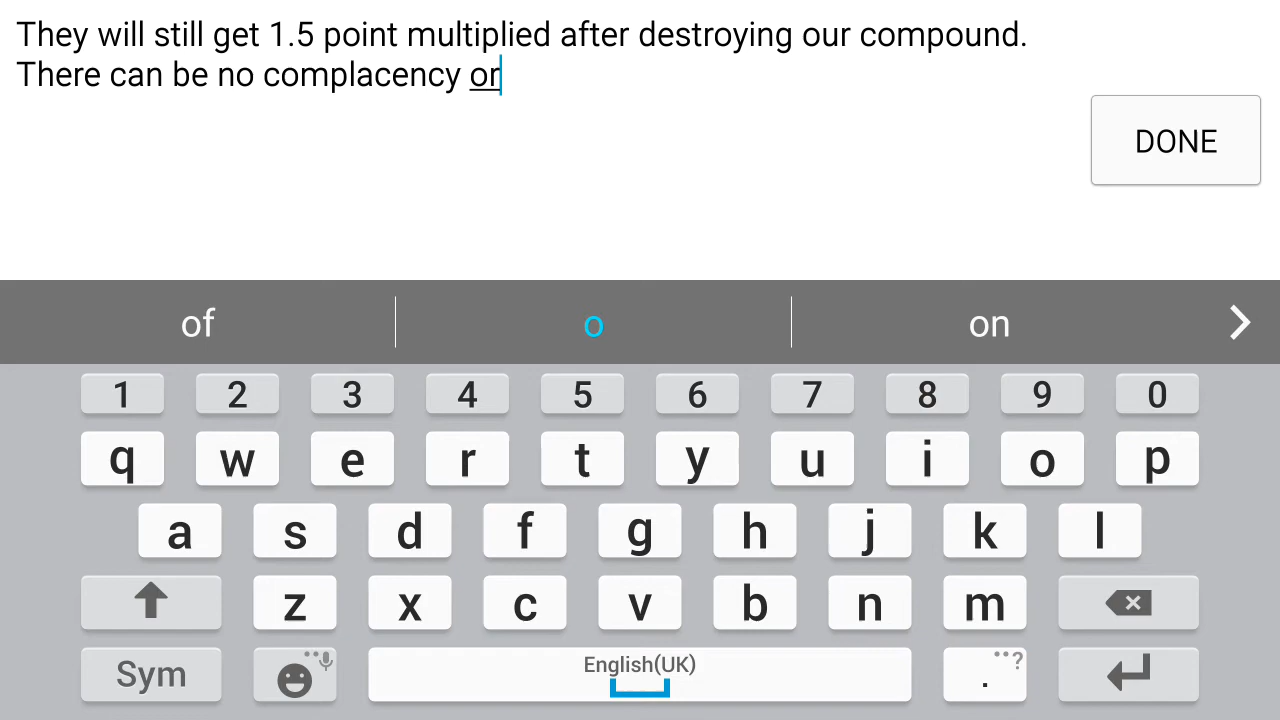 They will still get 1.5 point multiplied after destroying our compound.
There can be no complacency or
DONE
of o on
1 2 3 4 5 6 7 8 9 0
q w e r t y u i o p
a s d f g h j k l
z x c v b n m
Sym English(UK) . ?